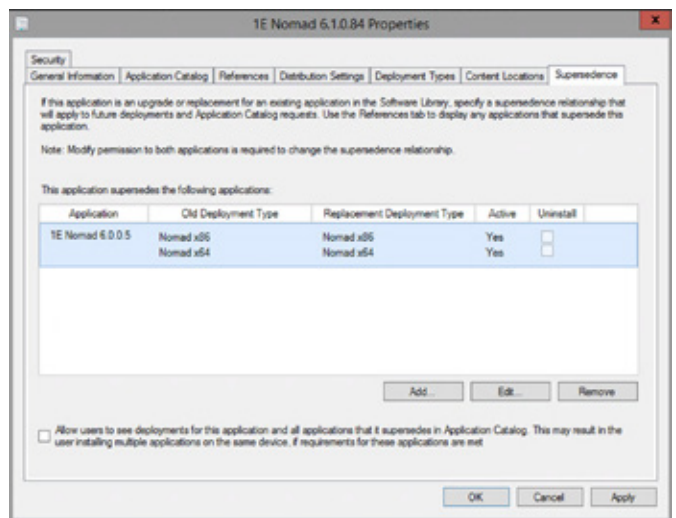 1E Nomad 6.1.0.84 Properties
x
Security
General Information Application Catalog References Distribution Settings Deployment Types Content Locations Supersedence
If this application is an upgrade or replacement for an existing application in the Software Library, specify a supersedence relationship that
will apply to future deployments and Application Catalog requests. Use the References tab to display any applications that supersede this
application.
Note: Modify permission to both applications is required to change the supersedence relationship.
This application supersedes the following applications:
Application Old Deployment Type Replacement Deployment Type Active Uninstall
1E Nomad 6.0.0.5 Nomad x86 Nomad x86 Yes
Nomad x64 Nomad x64 Yes
Add... Edit... Remove
Allow users to see deployments for this application and all applications that it supersedes in Application Catalog. This may result in the
user installing multiple applications on the same device, if requirements for these applications are met
OK Cancel Apply